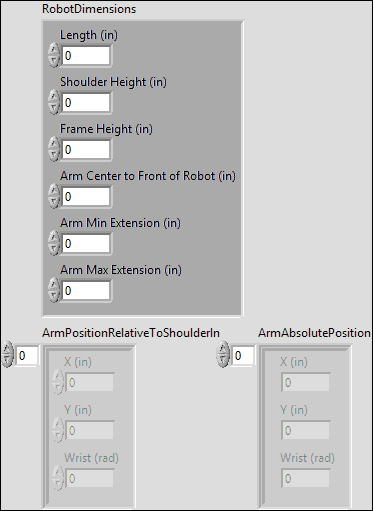 RobotDimensions
Length (in)
0
Shoulder Height (in)
0
Frame Height (in)
0
Arm Center to Front of Robot (in)
0
Arm Min Extension (in)
0
Arm Max Extension (in)
0
ArmPositionRelativeToShoulderIn
0
X (in)
0
Y (in)
0
Wrist (rad)
0
ArmAbsolutePosition
0
X (in)
0
Y (in)
0
Wrist (rad)
0